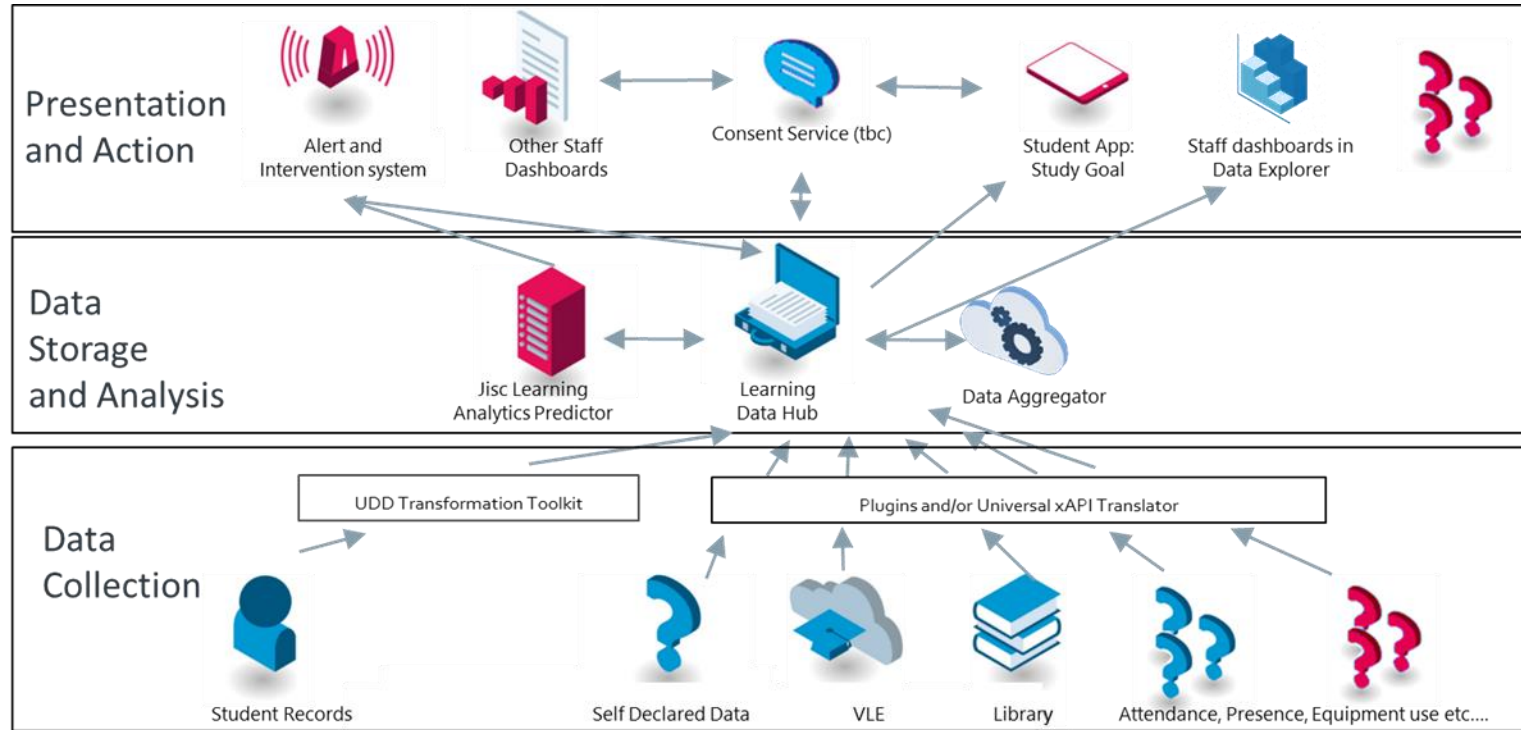 Presentation
and Action
Alert and
Intervention system
Other Staff
Dashboards
Consent Service (tbc)
Student App:
Study Goal
Staff dashboards in
Data Explorer
Data
Storage
and Analysis
Jisc Learning
Analytics Predictor
Learning
Data Hub
Data Aggregator
Data
Collection
UDD Transformation Toolkit
Plugins and/or Universal xAPI Translator
Student Records
Self Declared Data
VLE
Library
Attendance, Presence, Equipment use etc....